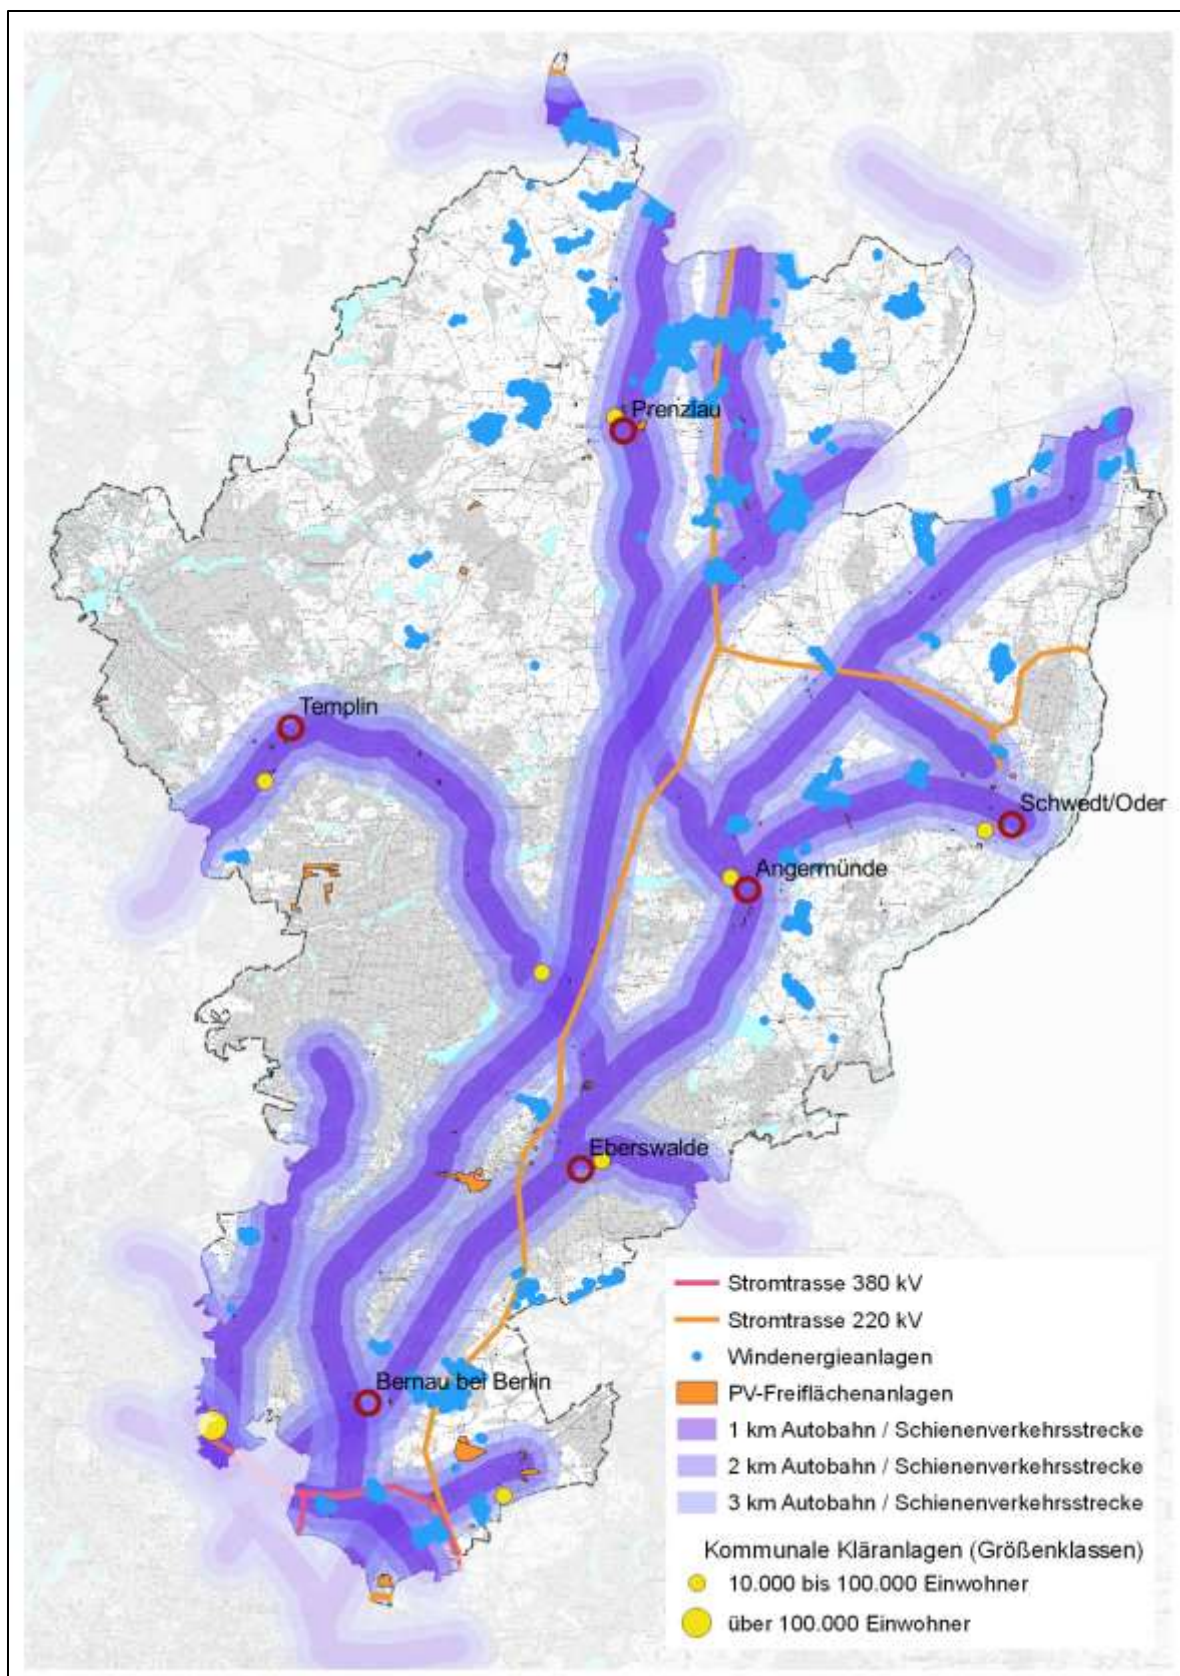 Prenzlau
Templin
Schwedt/Oder
Angermünde
Eberswalde
Bernau bei Berlin
Stromtrasse 380 kV
Stromtrasse 220 kV
Windenergieanlagen
PV-Freiflächenanlagen
1 km Autobahn / Schienenverkehrsstrecke
2 km Autobahn / Schienenverkehrsstrecke
3 km Autobahn / Schienenverkehrsstrecke
Kommunale Kläranlagen (Größenklassen)
10.000 bis 100.000 Einwohner
über 100.000 Einwohner